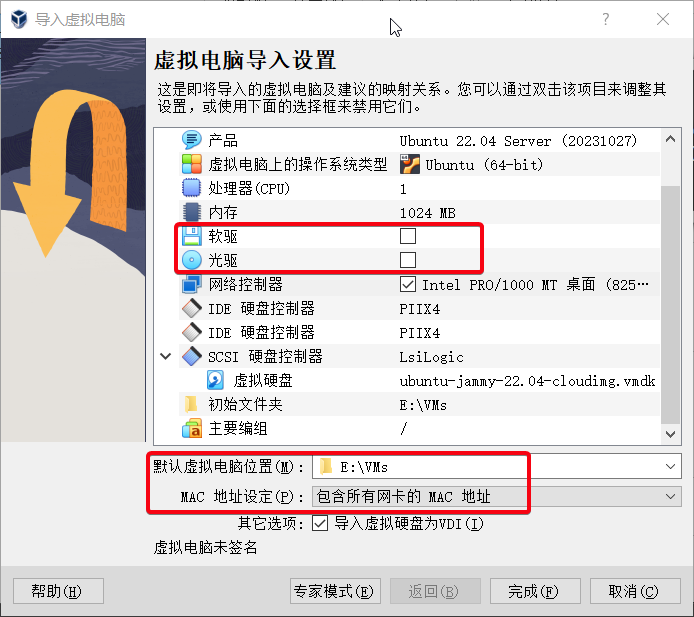 导入虚拟电脑
?
虚拟电脑导入设置
这是即将导入的虚拟电脑及建议的映射关系。您可以通过双击该项目来调整其
设置，或使用下面的选择框来禁用它们。
产品 Ubuntu 22.04 Server (20231027)
虚拟电脑上的操作系统类型 Ubuntu (64-bit)
处理器(CPU) 1
内存 1024 MB
软驱
光驱
网络控制器 Intel PRO/1000 MT 桌面 (825…
IDE 硬盘控制器 PIIX4
IDE 硬盘控制器 PIIX4
SCSI 硬盘控制器 LsiLogic
虚拟硬盘 ubuntu-jammy-22.04-cloudimg.vmdk
初始文件夹 E:\VMs
主要编组 /
默认虚拟电脑位置(M): E:\VMs
MAC 地址设定(P): 包含所有网卡的 MAC 地址
其它选项: 导入虚拟硬盘为VDI(I)
虚拟电脑未签名
帮助(H) 专家模式(E) 返回(B) 完成(F) 取消(C)